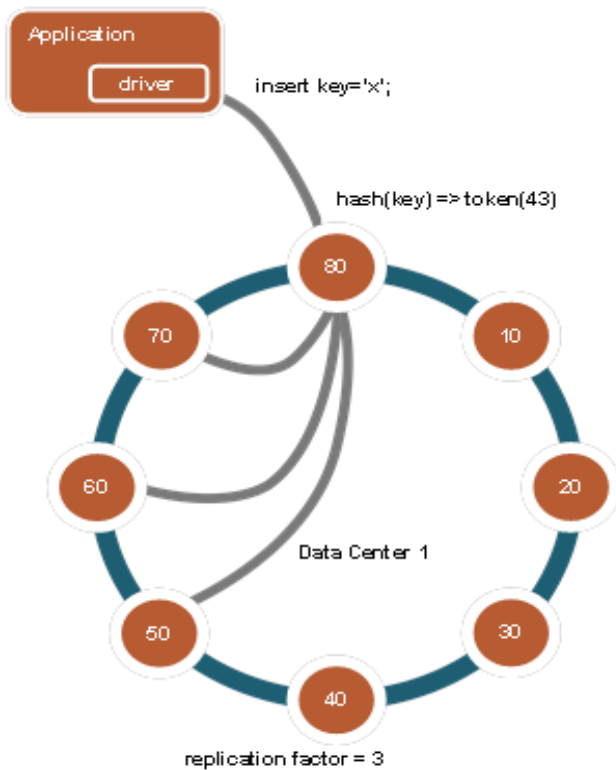 Application
driver
insert key='x';
hash(key) => token(43)
80
70
10
60
20
Data Center 1
50
30
40
replication factor = 3